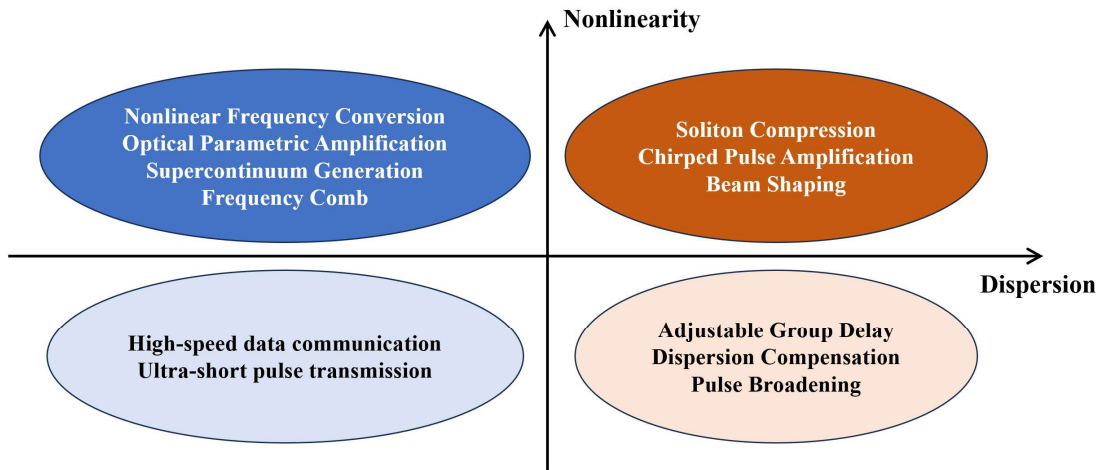 Nonlinearity
Nonlinear Frequency Conversion
Optical Parametric Amplification
Supercontinuum Generation
Frequency Comb
Soliton Compression
Chirped Pulse Amplification
Beam Shaping
Dispersion
High-speed data communication
Ultra-short pulse transmission
Adjustable Group Delay
Dispersion Compensation
Pulse Broadening